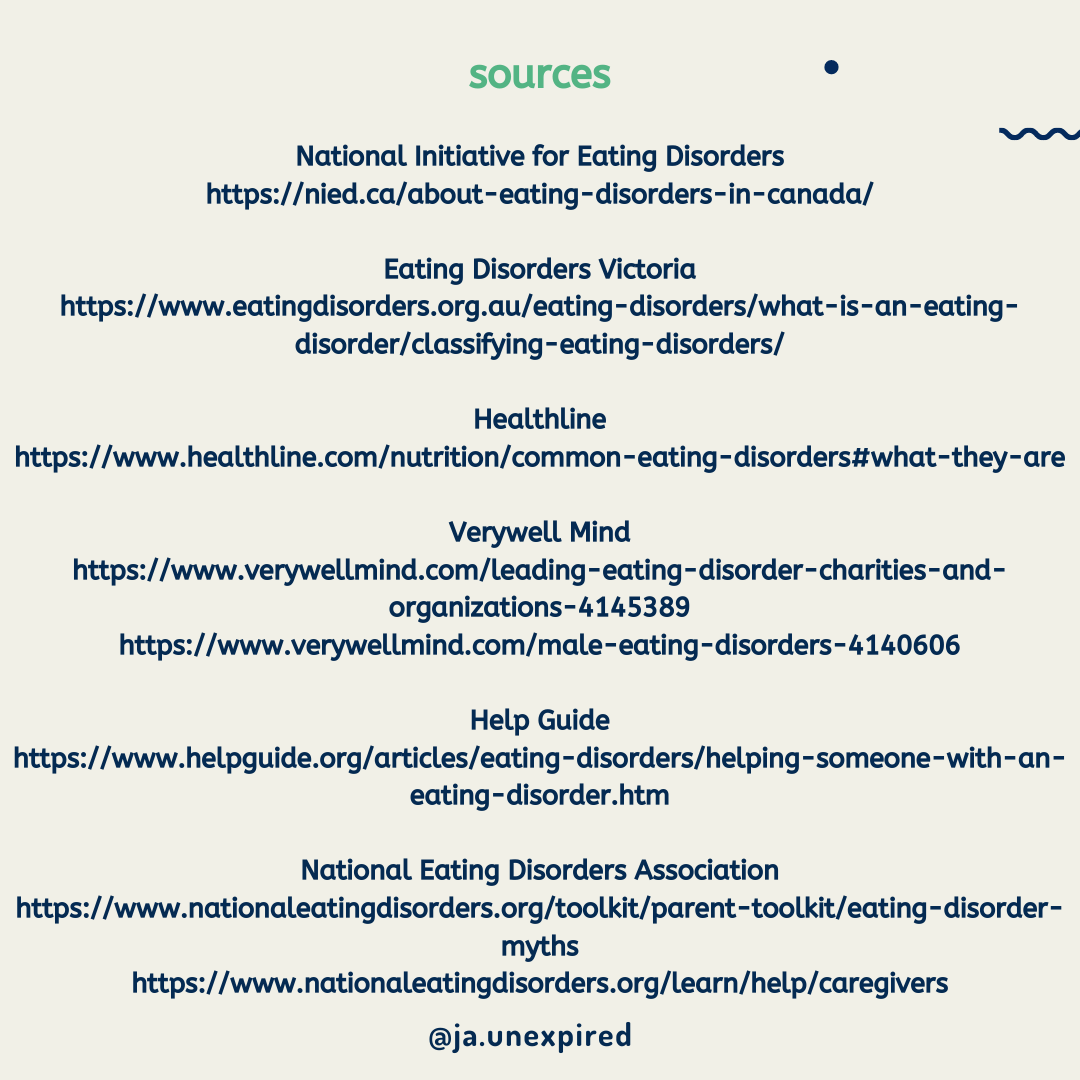 sources
National Initiative for Eating Disorders
https://nied.ca/about-eating-disorders-in-canada/
Eating Disorders Victoria
https://www.eatingdisorders.org.au/eating-disorders/what-is-an-eating-
disorder/classifying-eating-disorders/
Healthline
https://www.healthline.com/nutrition/common-eating-disorders#what-they-are
Verywell Mind
https://www.verywellmind.com/leading-eating-disorder-charities-and-
organizations-4145389
https://www.verywellmind.com/male-eating-disorders-4140606
Help Guide
https://www.helpguide.org/articles/eating-disorders/helping-someone-with-an-
eating-disorder.htm
National Eating Disorders Association
https://www.nationaleatingdisorders.org/toolkit/parent-toolkit/eating-disorder-
myths
https://www.nationaleatingdisorders.org/learn/help/caregivers
@ja.unexpired